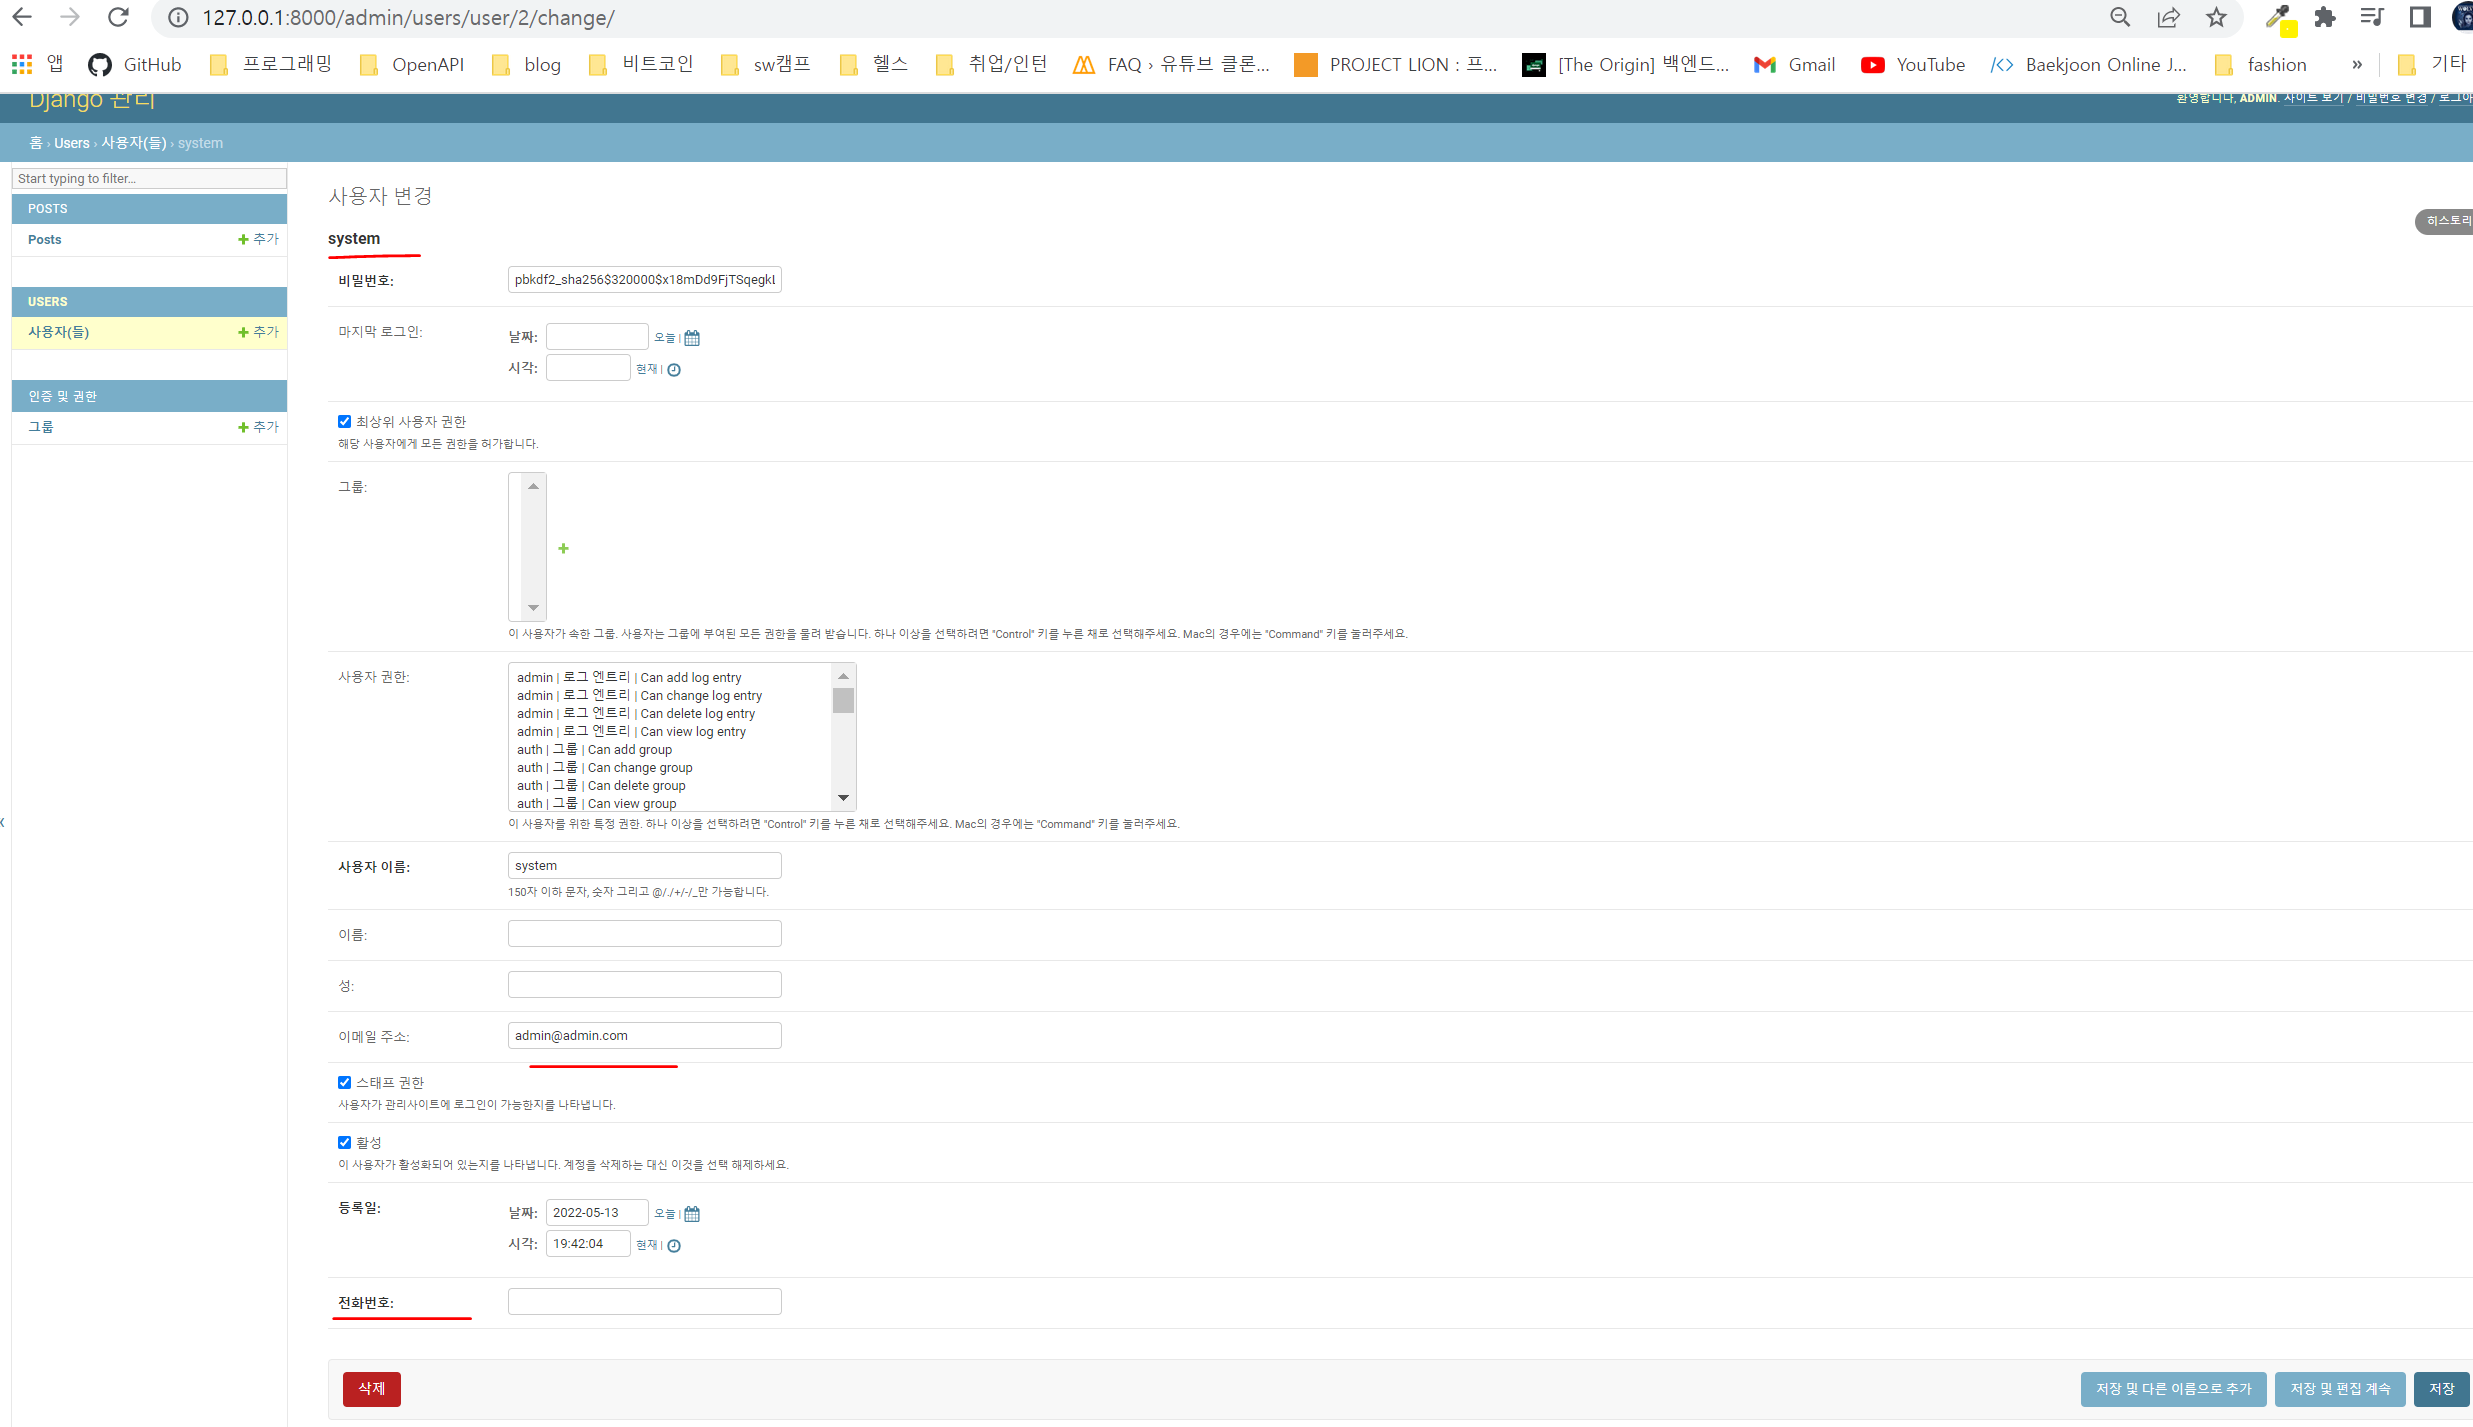 127.0.0.1:8000/admin/users/user/2/change/
앱 GitHub 프로그래밍 OpenAPI blog 비트코인 sw캠프 헬스 취업/인턴 FAQ › 유튜브 클론... PROJECT LION : 프... [The Origin] 백엔드... Gmail YouTube Baekjoon Online J... fashion » 기타
Django 관리
환영합니다, ADMIN. 사이트 보기 / 비밀번호 변경 / 로그아
홈 › Users › 사용자(들) › system
Start typing to filter...
POSTS
Posts 추가
USERS
사용자(들) 추가
인증 및 권한
그룹 추가
사용자 변경
히스토리
system
비밀번호: pbkdf2_sha256$320000$x18mDd9FjTSqegkl
마지막 로그인: 날짜: 오늘 |
시각: 현재 |
최상위 사용자 권한
해당 사용자에게 모든 권한을 허가합니다.
그룹:
이 사용자가 속한 그룹. 사용자는 그룹에 부여된 모든 권한을 물려 받습니다. 하나 이상을 선택하려면 "Control" 키를 누른 채로 선택해주세요. Mac의 경우에는 "Command" 키를 눌러주세요.
사용자 권한:
admin | 로그 엔트리 | Can add log entry
admin | 로그 엔트리 | Can change log entry
admin | 로그 엔트리 | Can delete log entry
admin | 로그 엔트리 | Can view log entry
auth | 그룹 | Can add group
auth | 그룹 | Can change group
auth | 그룹 | Can delete group
auth | 그룹 | Can view group
이 사용자를 위한 특정 권한. 하나 이상을 선택하려면 "Control" 키를 누른 채로 선택해주세요. Mac의 경우에는 "Command" 키를 눌러주세요.
사용자 이름: system
150자 이하 문자, 숫자 그리고 @/./+/-/_만 가능합니다.
이름:
성:
이메일 주소: admin@admin.com
스태프 권한
사용자가 관리사이트에 로그인이 가능한지를 나타냅니다.
활성
이 사용자가 활성화되어 있는지를 나타냅니다. 계정을 삭제하는 대신 이것을 선택 해제하세요.
등록일: 날짜: 2022-05-13 오늘 |
시각: 19:42:04 현재 |
전화번호:
삭제 저장 및 다른 이름으로 추가 저장 및 편집 계속 저장